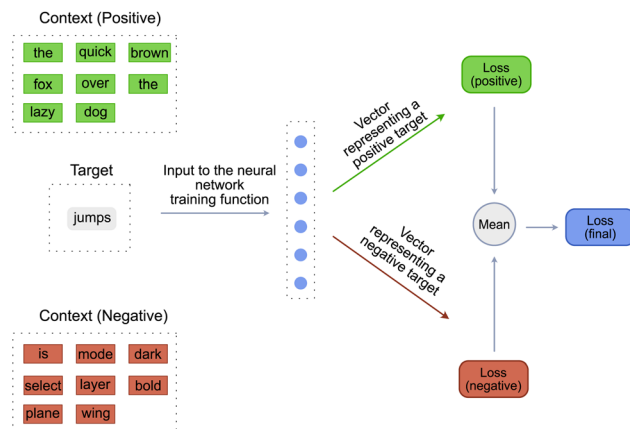 Context (Positive)
the quick brown
fox over the
lazy dog
Target
jumps
Input to the neural
network
training function
Vector
representing a
positive target
Vector
representing a
negative target
Loss
(positive)
Mean
Loss
(final)
Loss
(negative)
Context (Negative)
is mode dark
select layer bold
plane wing